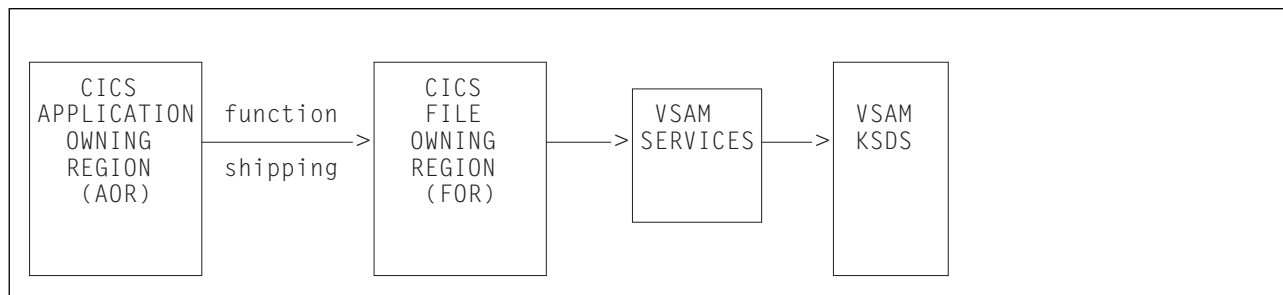 CICS
APPLICATION
OWNING
REGION
(AOR)
function
shipping
CICS
FILE
OWNING
REGION
(FOR)
VSAM
SERVICES
VSAM
KSDS